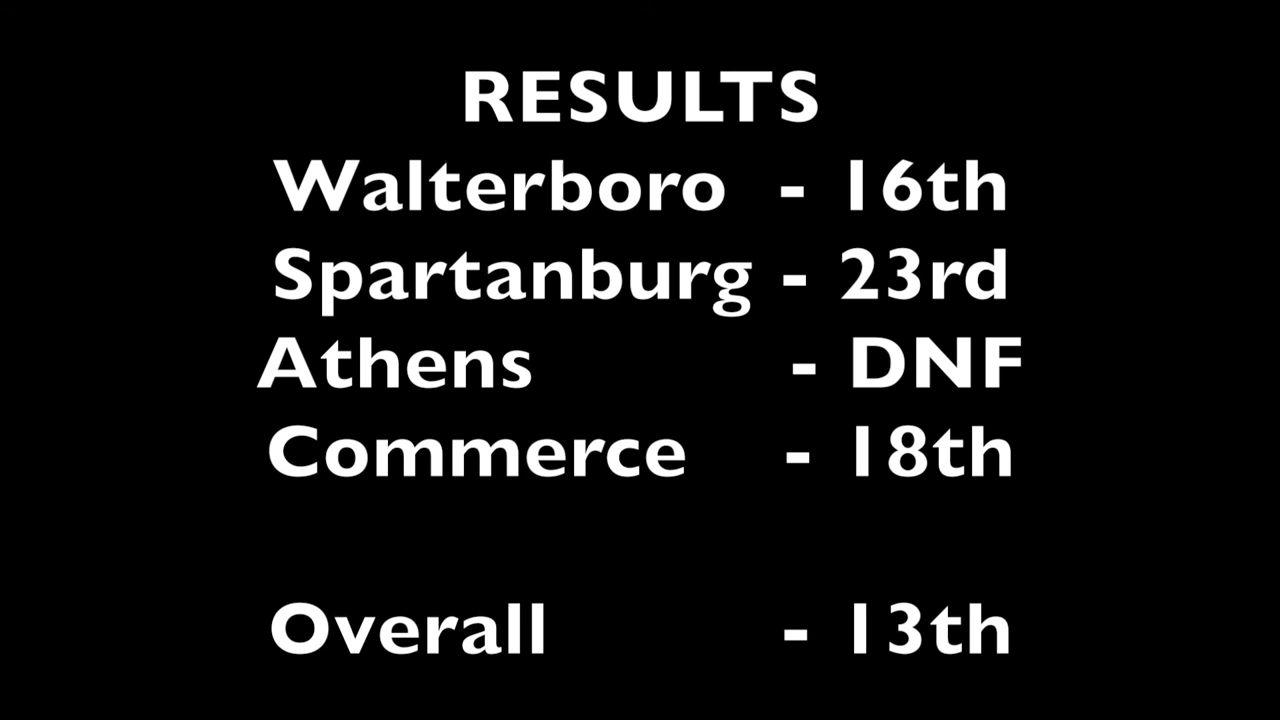 RESULTS
Walterboro - 16th
Spartanburg - 23rd
Athens - DNF
Commerce - 18th
Overall - 13th